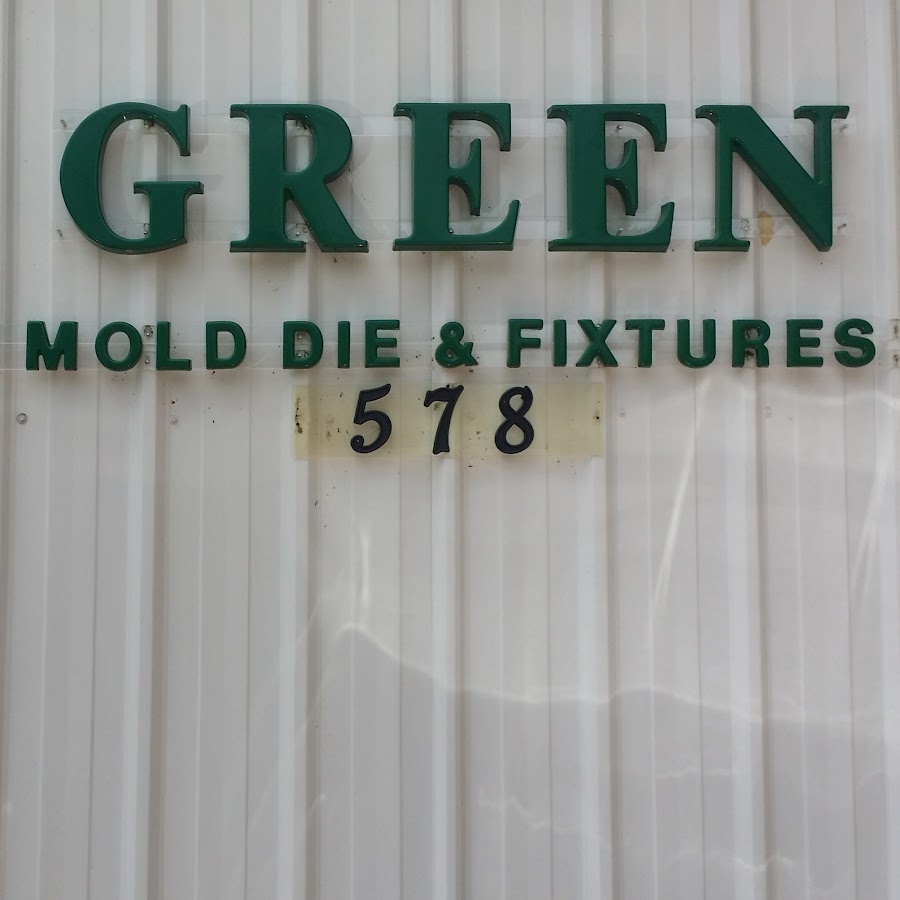 GREEN
MOLD DIE & FIXTURES
578